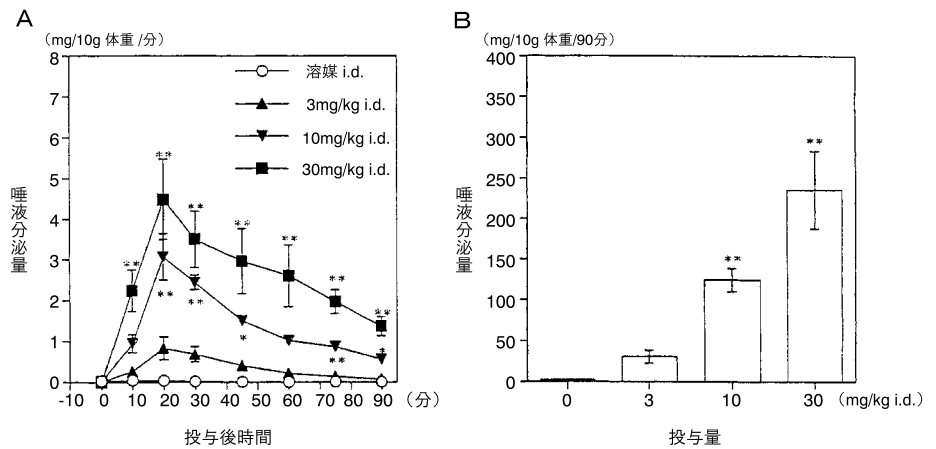 A
(mg/10g 体重 /分)
8
7
6
5
4
3
2
1
0
唾液分泌量
溶媒 i.d.
3mg/kg i.d.
10mg/kg i.d.
30mg/kg i.d.
**
**
**
**
**
**
**
**
**
*
**
*
-10 0 10 20 30 40 50 60 70 80 90 (分)
投与後時間
B
(mg/10g 体重/90分)
400
350
300
250
200
150
100
50
0
唾液分泌量
**
**
0 3 10 30 (mg/kg i.d.)
投与量